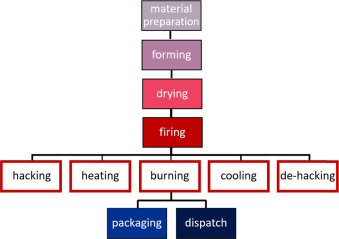 material
preparation
forming
drying
firing
hacking
heating
burning
cooling
de-hacking
packaging
dispatch